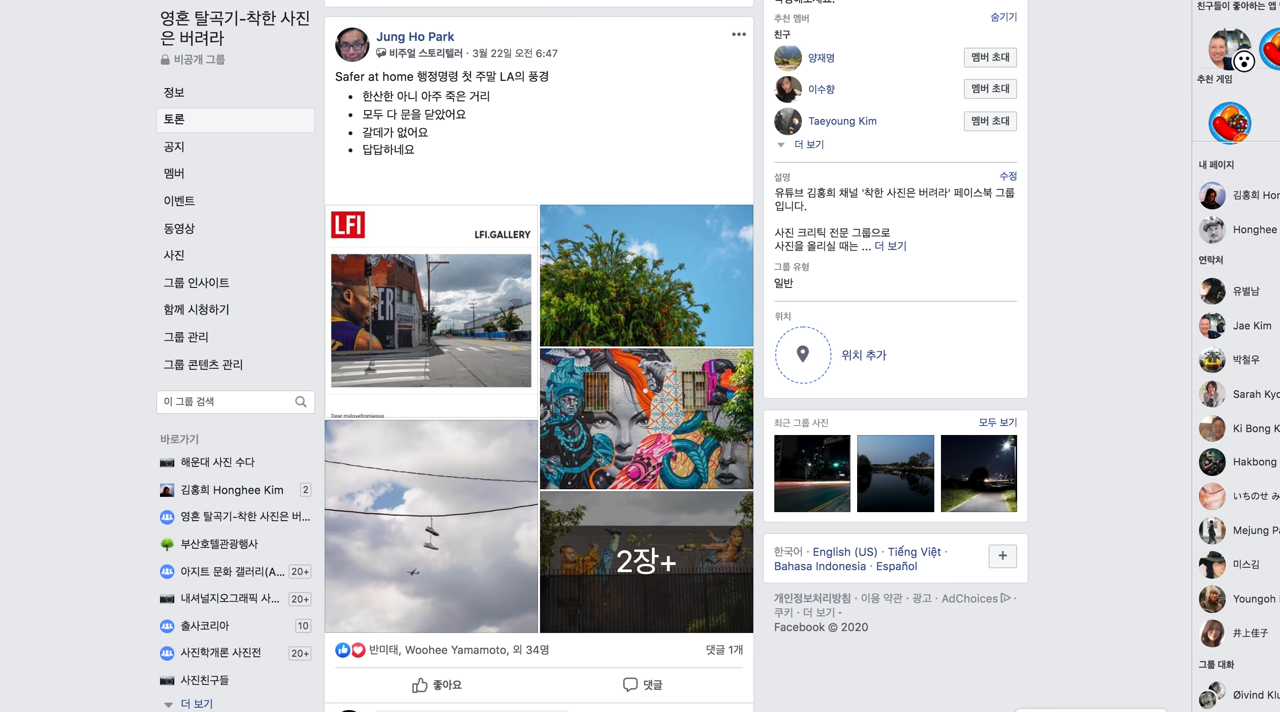 영혼 탈곡기-착한 사진
은 버려라
비공개 그룹
정보
토론
공지
멤버
이벤트
동영상
사진
그룹 인사이트
함께 시청하기
그룹 관리
그룹 콘텐츠 관리
이 그룹 검색
바로가기
해운대 사진 수다
김홍희 Honghee Kim 2
영혼 탈곡기-착한 사진은 버...
부산호텔관광행사
아지트 문화 갤러리(A... 20+
내셔널지오그래픽 사... 20+
출사코리아 10
사진학개론 사진전 20+
사진친구들
더 보기
Jung Ho Park
비주얼 스토리텔러 · 3월 22일 오전 6:47
Safer at home 행정명령 첫 주말 LA의 풍경
• 한산한 아니 아주 죽은 거리
• 모두 다 문을 닫았어요
• 갈데가 없어요
• 답답하네요
LFI
LFI.GALLERY
Dear mylovefromjesus
2장+
반미태, Woohee Yamamoto, 외 34명
댓글 1개
좋아요
댓글
추천 멤버
숨기기
친구
양재명
멤버 초대
이수향
멤버 초대
Taeyoung Kim
멤버 초대
더 보기
설명
수정
유튜브 김홍희 채널 '착한 사진은 버려라' 페이스북 그룹
입니다.
사진 크리틱 전문 그룹으로
사진을 올리실 때는 ... 더 보기
그룹 유형
일반
위치
위치 추가
최근 그룹 사진
모두 보기
한국어 · English (US) · Tiếng Việt ·
Bahasa Indonesia · Español
+
개인정보처리방침 · 이용 약관 · 광고 · AdChoices ·
쿠키 · 더 보기
Facebook © 2020
친구들이 좋아하는 앱
추천 게임
내 페이지
김홍희 Hon
Honghee
연락처
유별남
Jae Kim
박철우
Sarah Kyo
Ki Bong K
Hakbong
いちのせ み
Mejung Pa
미스김
Youngoh
井上佳子
그룹 대화
Øivind Klu